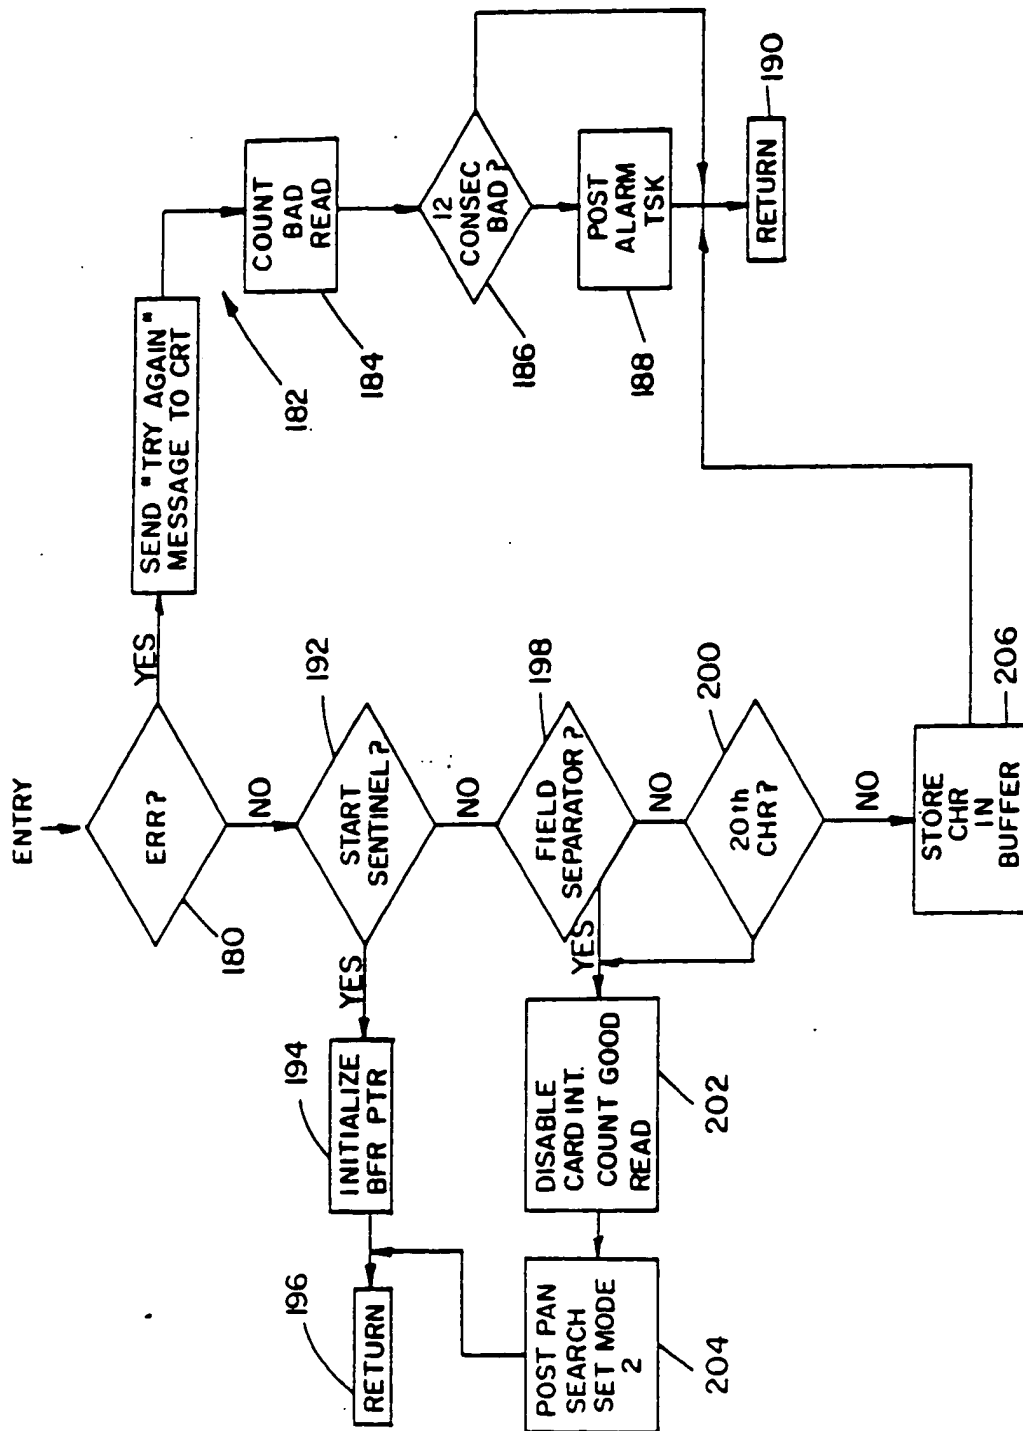 ENTRY
ERR?
180
YES
SEND "TRY AGAIN"
MESSAGE TO CRT
182
COUNT
BAD
READ
184
12
CONSEC
BAD?
186
POST
ALARM
TSK
188
RETURN
190
NO
START
SENTINEL?
192
YES
INITIALIZE
BFR PTR
194
RETURN
196
NO
FIELD
SEPARATOR?
198
YES
DISABLE
CARD INT.
COUNT GOOD
READ
202
POST PAN
SEARCH
SET MODE
2
204
NO
20th
CHR?
200
NO
STORE
CHR
IN
BUFFER
206